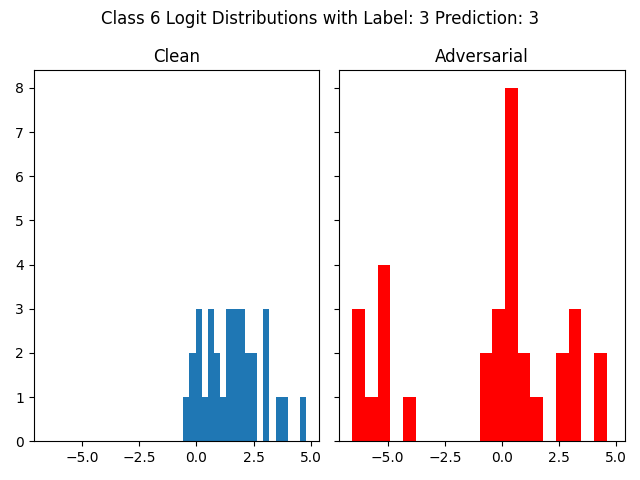 Class 6 Logit Distributions with Label: 3 Prediction: 3
Clean
Adversarial
8
7
6
5
4
3
2
1
0
−5.0 −2.5 0.0 2.5 5.0
−5.0 −2.5 0.0 2.5 5.0